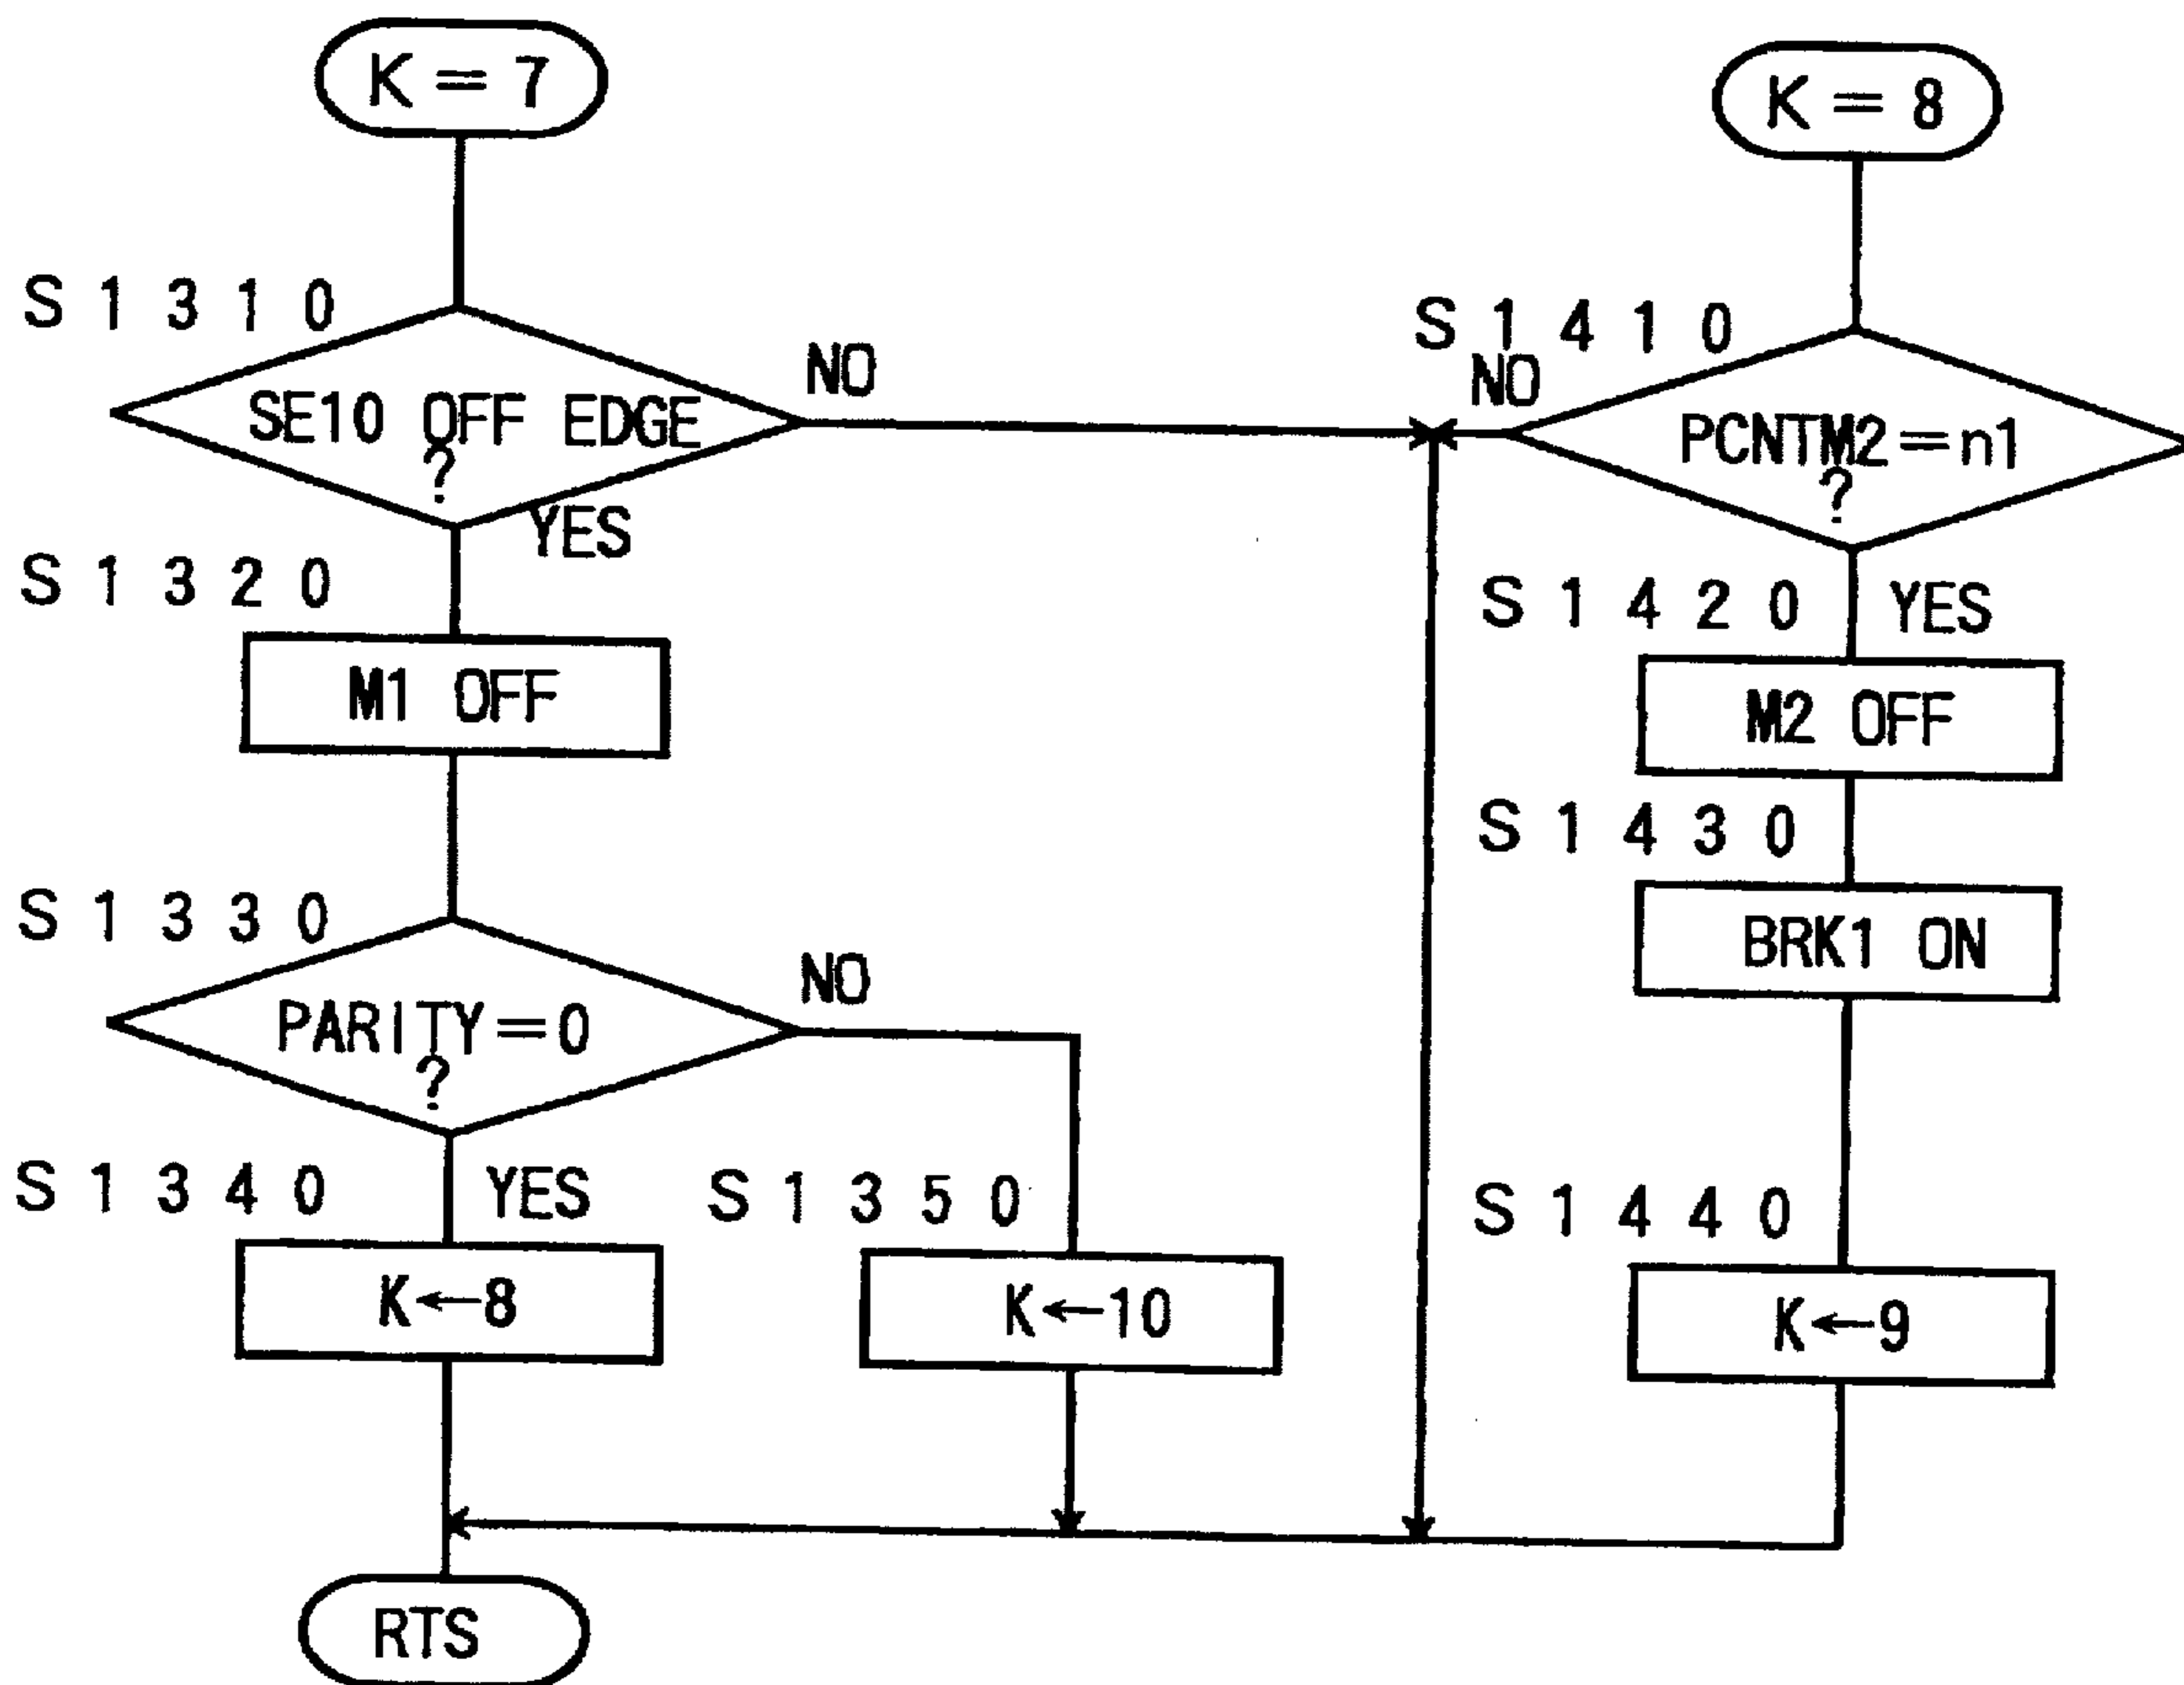 K = 7
S 1 3 1 0
SE10 OFF EDGE
?
NO
YES
S 1 3 2 0
M1 OFF
S 1 3 3 0
PARITY=0
?
NO
S 1 3 4 0
YES
K←8
S 1 3 5 0
K←10
RTS
K = 8
S 1 4 1 0
NO
PCNTM2=n1
?
S 1 4 2 0
YES
M2 OFF
S 1 4 3 0
BRK1 ON
S 1 4 4 0
K←9